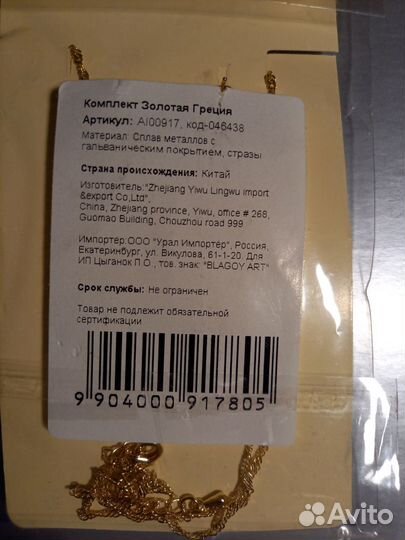 Комплект Золотая Греция
Артикул: AI00917, код-046438
Материал: Сплав металлов с
гальваническим покрытием, стразы
Страна происхождения: Китай
Изготовитель:"Zhejiang Yiwu Lingwu import
&export Co,Ltd",
China, Zhejiang province, Yiwu, office # 268,
Guomao Building, Chouzhou road 999
Импортер:ООО "Урал Импортёр", Россия,
Екатеринбург, ул. Викулова, 61-1-20. Для
ИП Цыганок П.О., тов. знак: "BLAGOY ART"
Срок службы: Не ограничен
Товар не подлежит обязательной
сертификации
9 904000 917805
Avito